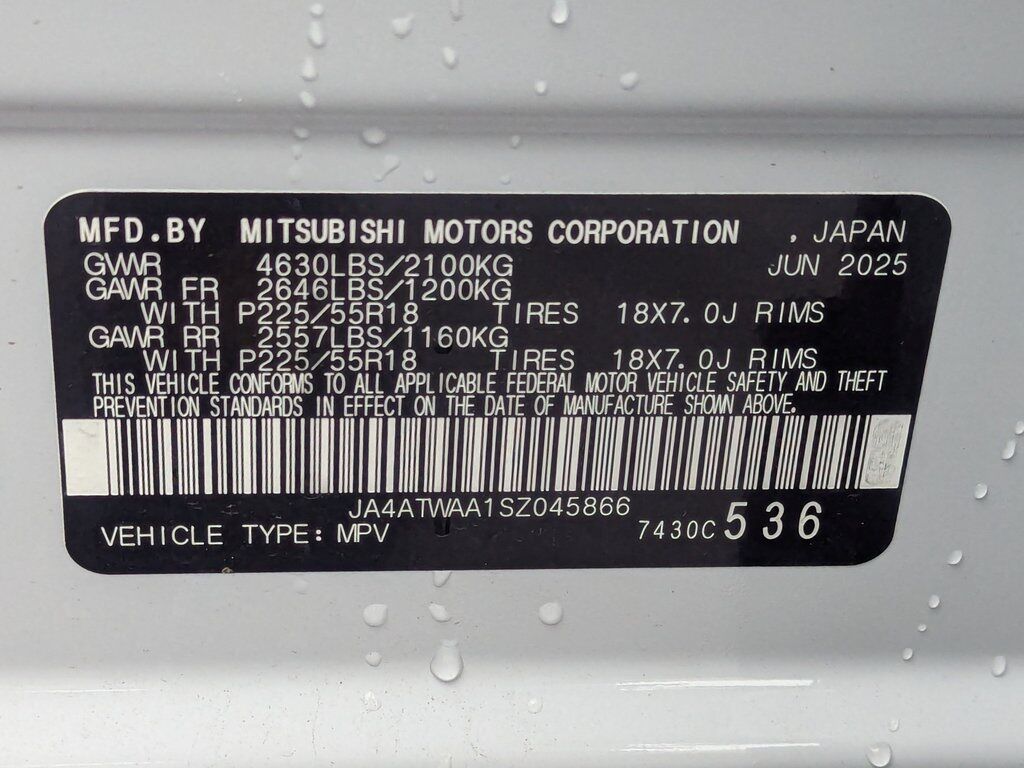 MFD.BY MITSUBISHI MOTORS CORPORATION , JAPAN
GVWR 4630LBS/2100KG JUN 2025
GAWR FR 2646LBS/1200KG
WITH P225/55R18 TIRES 18X7.0J RIMS
GAWR RR 2557LBS/1160KG
WITH P225/55R18 TIRES 18X7.0J RIMS
THIS VEHICLE CONFORMS TO ALL APPLICABLE FEDERAL MOTOR VEHICLE SAFETY AND THEFT
PREVENTION STANDARDS IN EFFECT ON THE DATE OF MANUFACTURE SHOWN ABOVE.
JA4ATWAA1SZ045866
VEHICLE TYPE: MPV 7430C 536